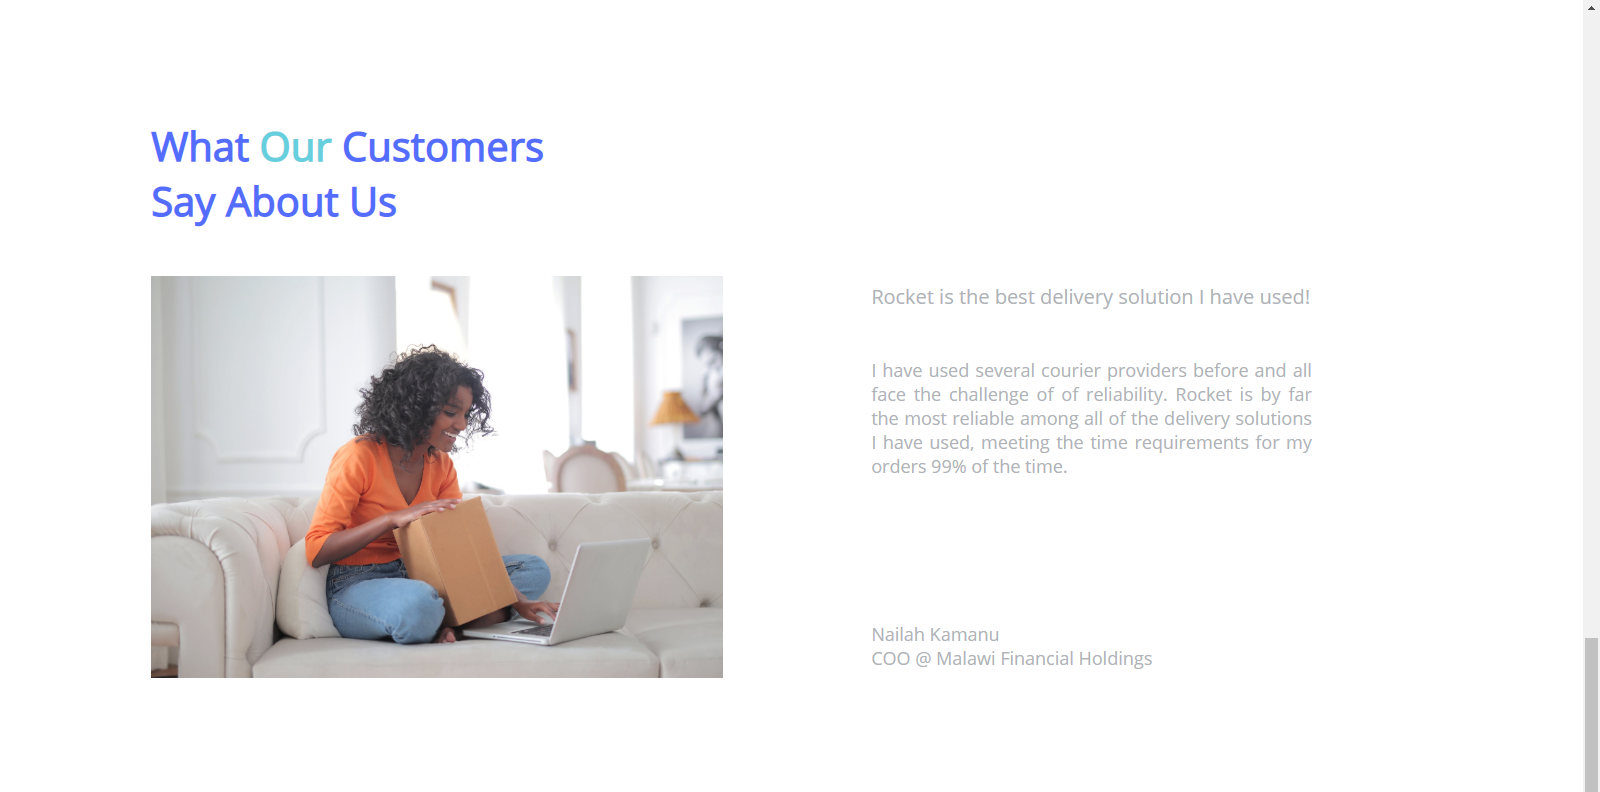 What Our Customers
Say About Us
Rocket is the best delivery solution I have used!
I have used several courier providers before and all
face the challenge of of reliability. Rocket is by far
the most reliable among all of the delivery solutions
I have used, meeting the time requirements for my
orders 99% of the time.
Nailah Kamanu
COO @ Malawi Financial Holdings